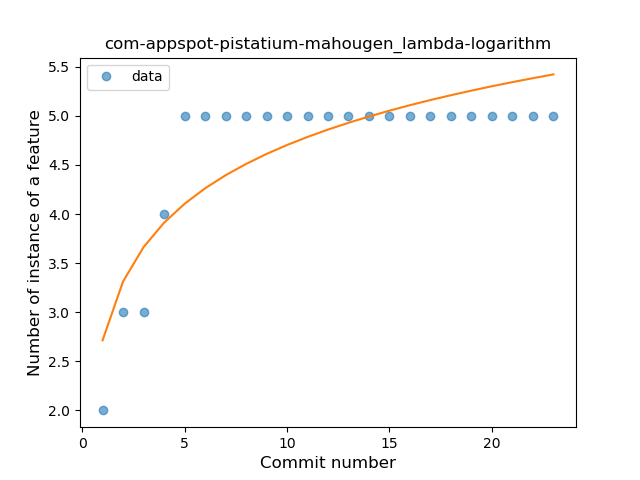 com-appspot-pistatium-mahougen_lambda-logarithm
data
Number of instance of a feature
5.5
5.0
4.5
4.0
3.5
3.0
2.5
2.0
0 5 10 15 20
Commit number